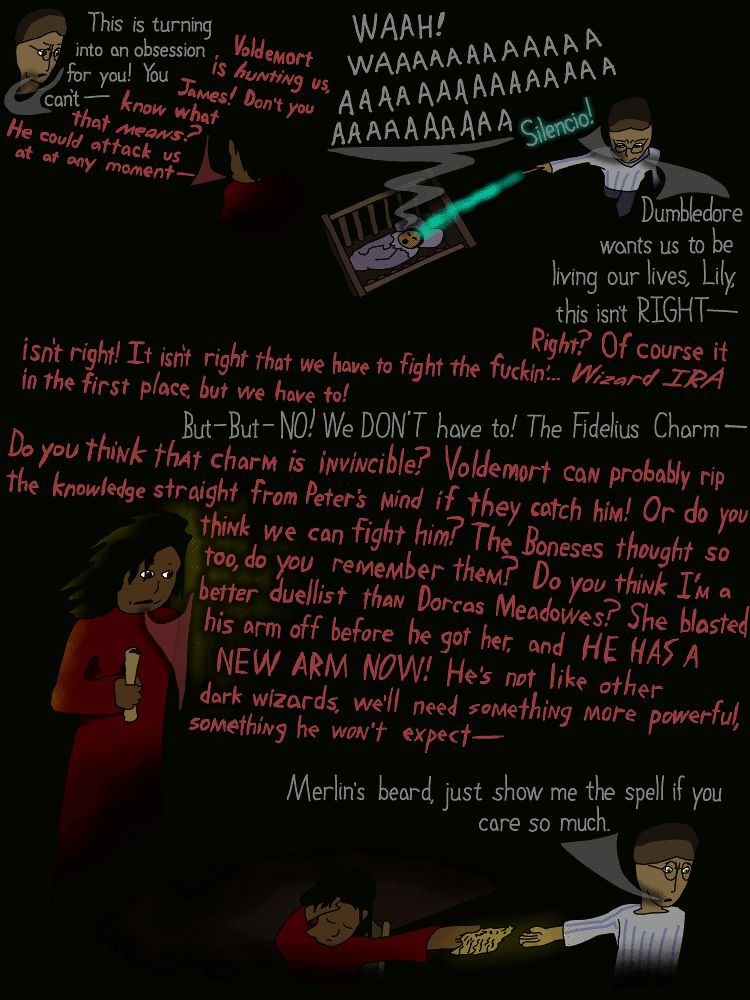 This is turning
into an obsession
for you! You
can't—
Voldemort
is hunting us,
James! Don't you
know what
that means?
He could attack us
at at any moment—
WAAH!
WAAAAAAAAAAAA
AAAAAAAAAAAAAAA
AAAAAAAAAA
Silencio!
Dumbledore
wants us to be
living our lives, Lily,
this isn't RIGHT—
Right? Of course it
isn't right! It isn't right that we have to fight the fuckin'... Wizard IRA
in the first place, but we have to!
But-But-NO! We DON'T have to! The Fidelius Charm—
Do you think that charm is invincible? Voldemort can probably rip
the knowledge straight from Peter's mind if they catch him! Or do you
think we can fight him? The Boneses thought so
too, do you remember them? Do you think I'm a
better duellist than Dorcas Meadowes? She blasted
his arm off before he got her, and HE HAS A
NEW ARM NOW! He's not like other
dark wizards, we'll need something more powerful,
something he won't expect—
Merlin's beard, just show me the spell if you
care so much.